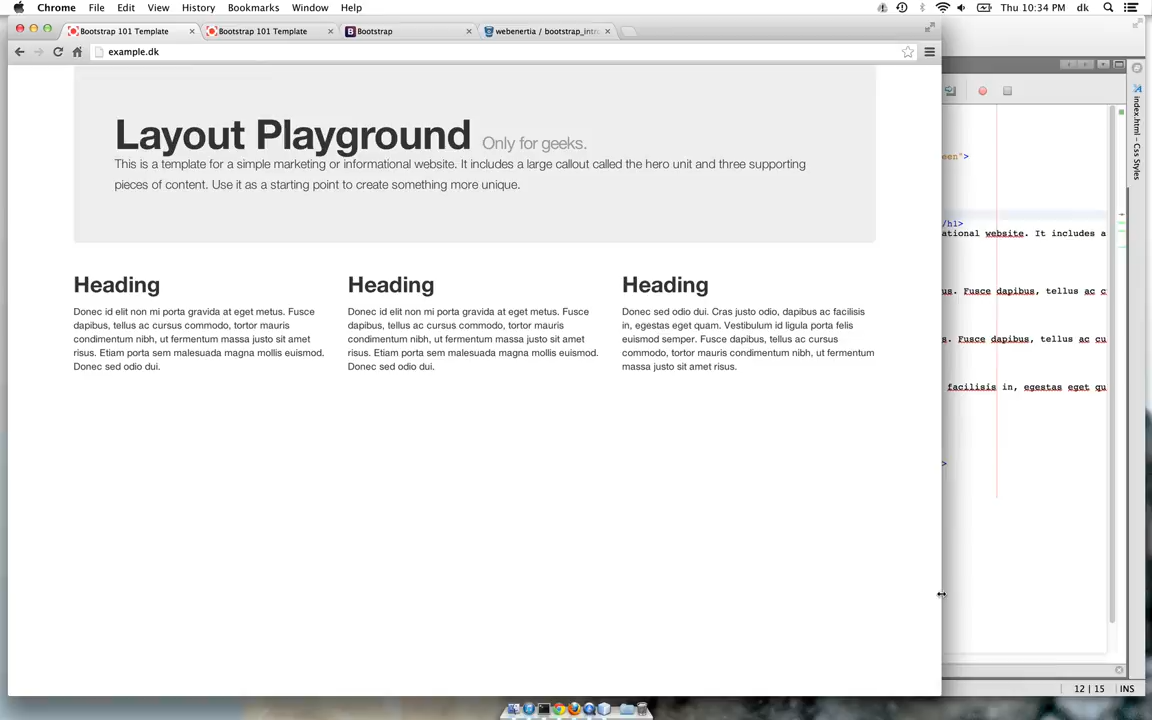 Chrome File Edit View History Bookmarks Window Help Thu 10:34 PM dk
Bootstrap 101 Template Bootstrap 101 Template Bootstrap webenertia / bootstrap_intr
example.dk
Layout Playground Only for geeks.
This is a template for a simple marketing or informational website. It includes a large callout called the hero unit and three supporting
pieces of content. Use it as a starting point to create something more unique.
Heading
Donec id elit non mi porta gravida at eget metus. Fusce
dapibus, tellus ac cursus commodo, tortor mauris
condimentum nibh, ut fermentum massa justo sit amet
risus. Etiam porta sem malesuada magna mollis euismod.
Donec sed odio dui.
Heading
Donec id elit non mi porta gravida at eget metus. Fusce
dapibus, tellus ac cursus commodo, tortor mauris
condimentum nibh, ut fermentum massa justo sit amet
risus. Etiam porta sem malesuada magna mollis euismod.
Donec sed odio dui.
Heading
Donec sed odio dui. Cras justo odio, dapibus ac facilisis
in, egestas eget quam. Vestibulum id ligula porta felis
euismod semper. Fusce dapibus, tellus ac cursus
commodo, tortor mauris condimentum nibh, ut fermentum
massa justo sit amet risus.
een">
/h1>
ational website. It includes a
us. Fusce dapibus, tellus ac c
s. Fusce dapibus, tellus ac cu
facilisis in, egestas eget qu
>
index.html - Css Styles
12 | 15 INS